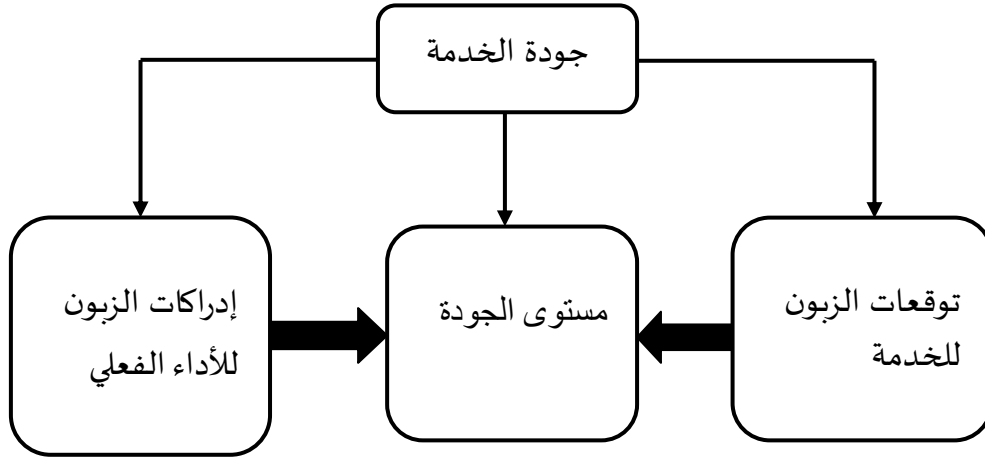 جودة الخدمة
توقعات الزبون
للخدمة
مستوى الجودة
إدراكات الزبون
للأداء الفعلي